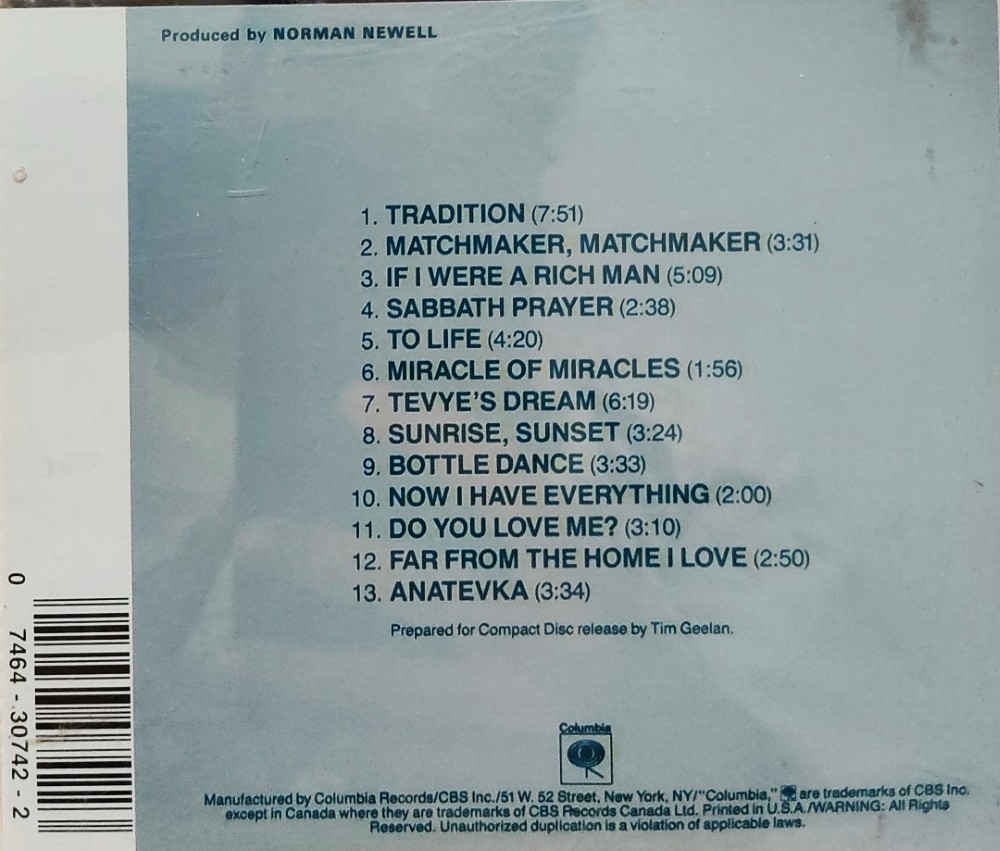 Produced by NORMAN NEWELL
1. TRADITION (7:51)
2. MATCHMAKER, MATCHMAKER (3:31)
3. IF I WERE A RICH MAN (5:09)
4. SABBATH PRAYER (2:38)
5. TO LIFE (4:20)
6. MIRACLE OF MIRACLES (1:56)
7. TEVYE'S DREAM (6:19)
8. SUNRISE, SUNSET (3:24)
9. BOTTLE DANCE (3:33)
10. NOW I HAVE EVERYTHING (2:00)
11. DO YOU LOVE ME? (3:10)
12. FAR FROM THE HOME I LOVE (2:50)
13. ANATEVKA (3:34)
Prepared for Compact Disc release by Tim Geelan.
0 7464-30742-2
Columbia
Manufactured by Columbia Records/CBS Inc./51 W. 52 Street, New York, NY/"Columbia," are trademarks of CBS Inc.
except in Canada where they are trademarks of CBS Records Canada Ltd. Printed in U.S.A./WARNING: All Rights
Reserved. Unauthorized duplication is a violation of applicable laws.